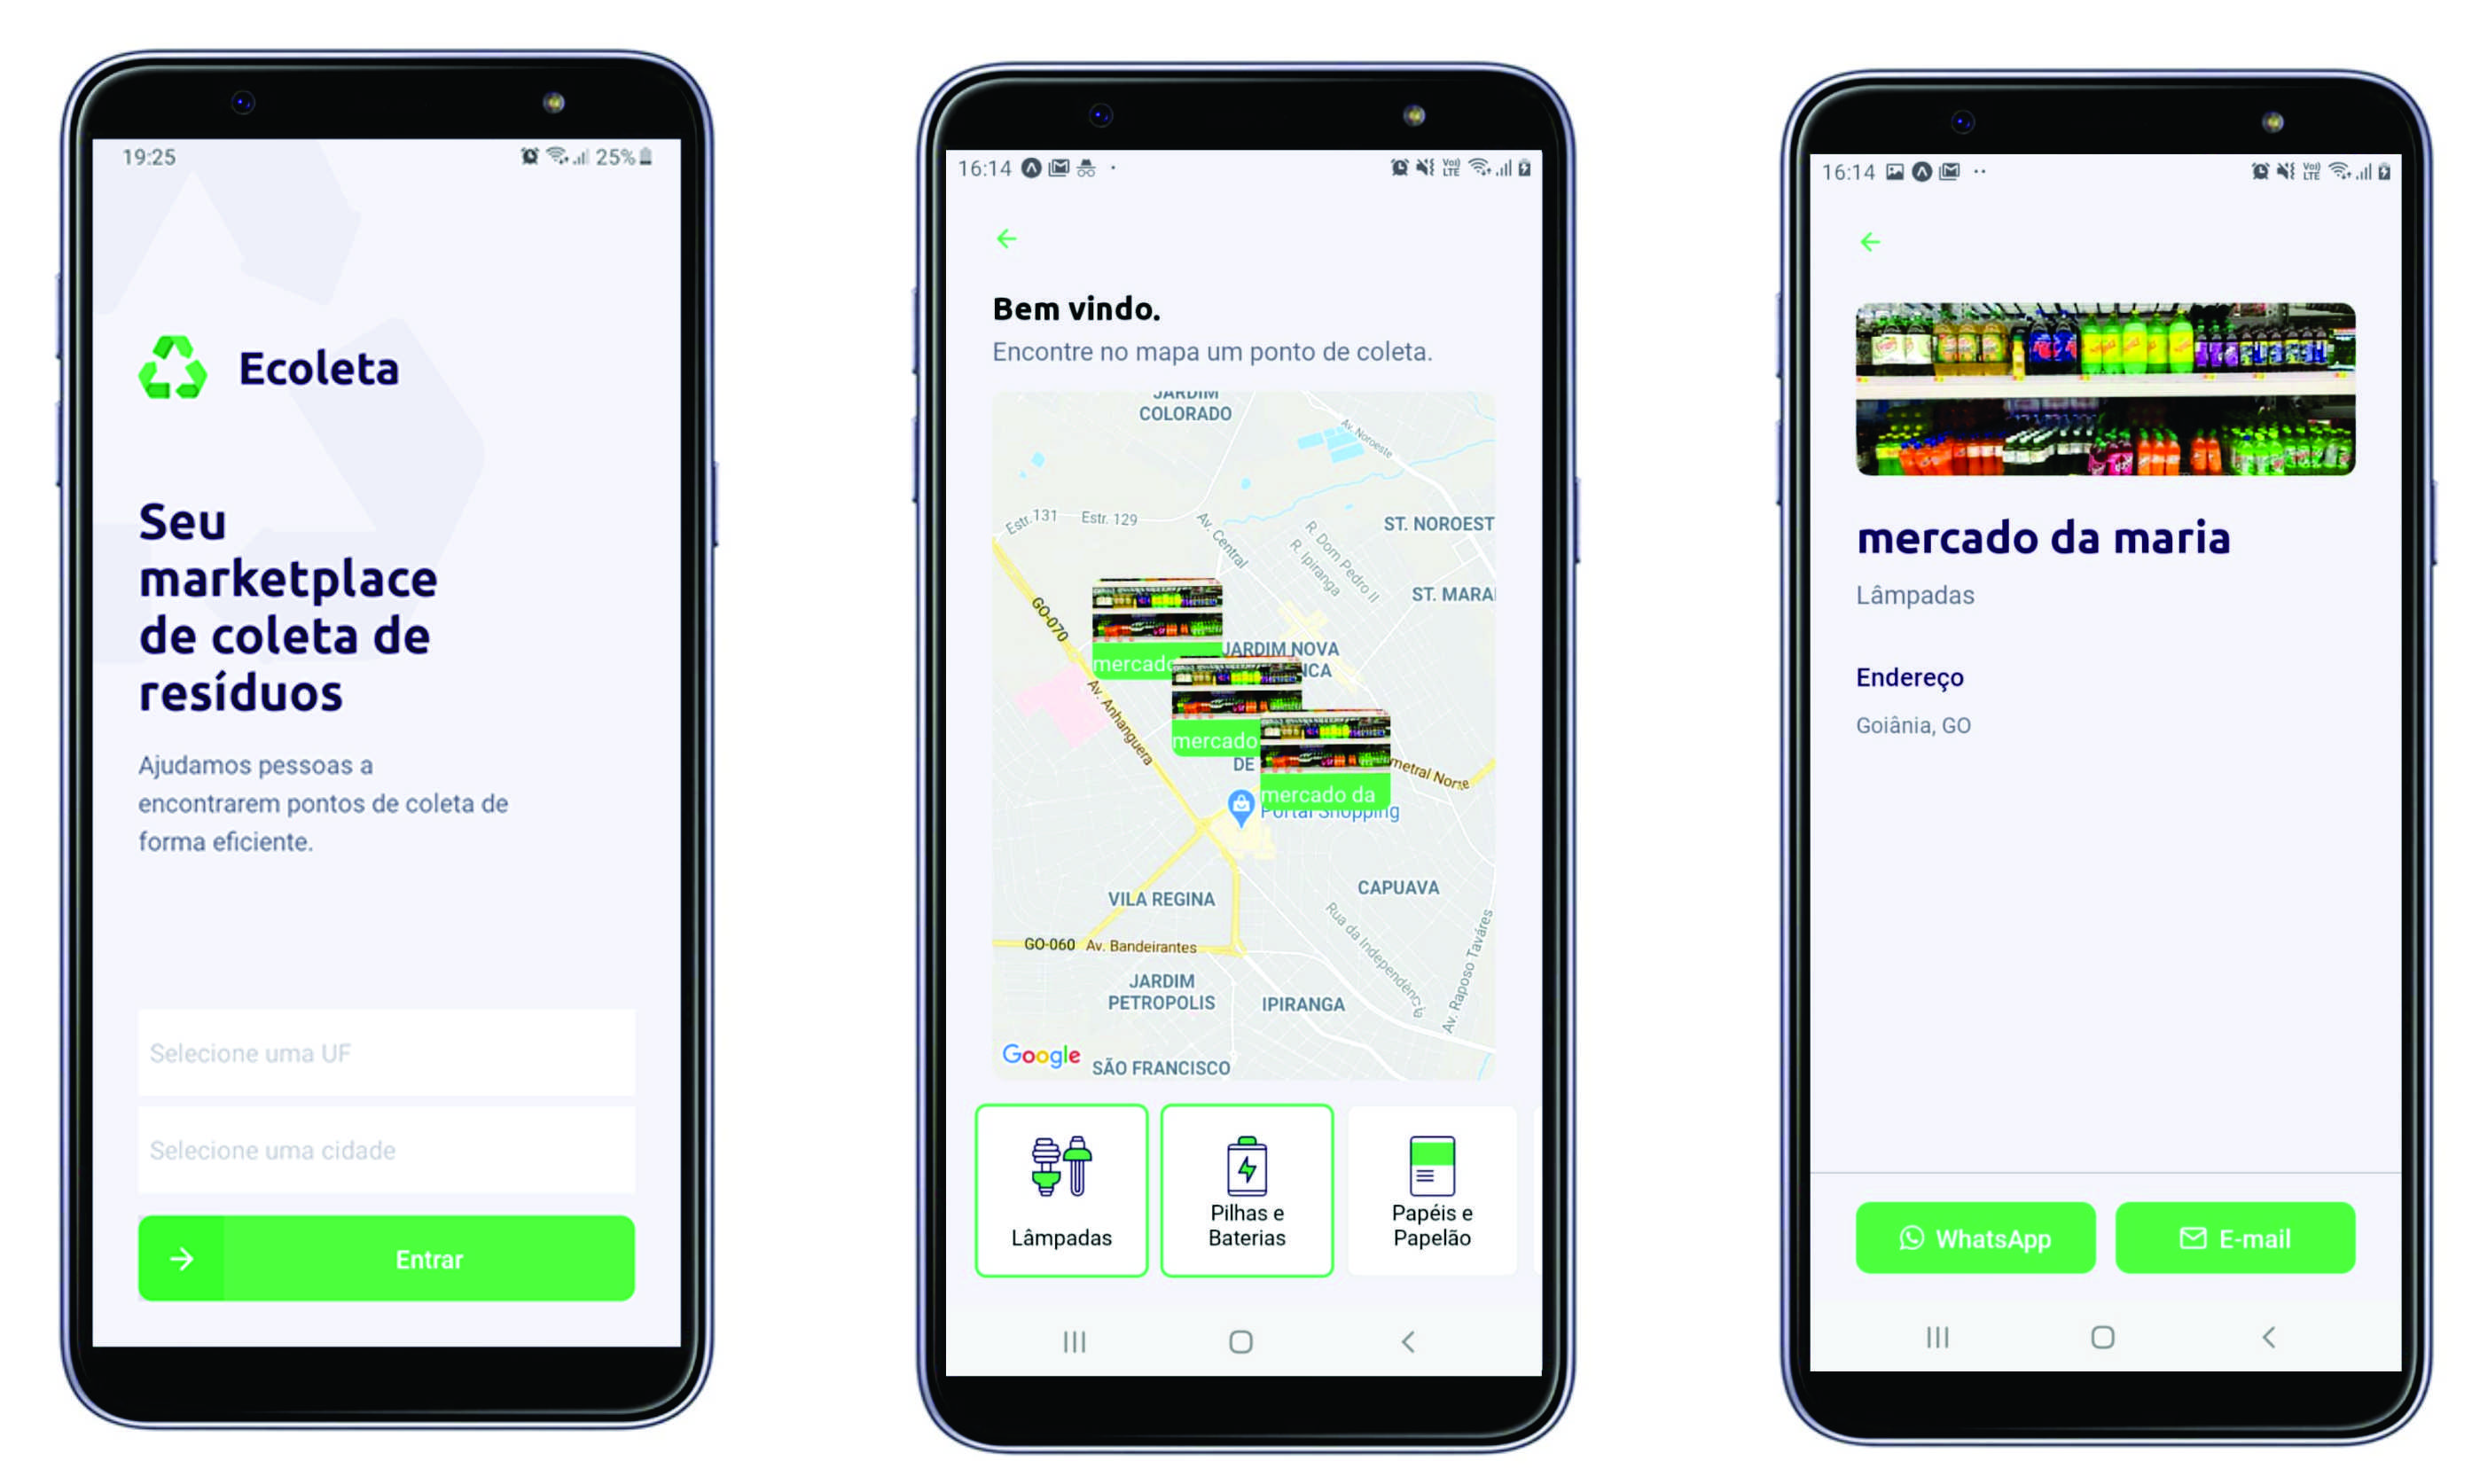 19:25
25%
Ecoleta
Seu
marketplace
de coleta de
resíduos
Ajudamos pessoas a
encontrarem pontos de coleta de
forma eficiente.
Selecione uma UF
Selecione uma cidade
Entrar
16:14
Vo) LTE
Bem vindo.
Encontre no mapa um ponto de coleta.
JARDIM
COLORADO
Av. Noroeste
Estr.131
Estr. 129
Av. Central
R. Dom Pedro II
R. Ipiranga
ST. NOROEST
ST. MARA
GO-070
JARDIM NOVA
mercado
Av. Anhanguera
mercado
DE
metral Norte
mercado da
Portal Shopping
CAPUAVA
VILA REGINA
Rua da Independência
Av. Raposo Tavares
GO-060
Av. Bandeirantes
JARDIM
PETROPOLIS
IPIRANGA
Google
SÃO FRANCISCO
Lâmpadas
Pilhas e
Baterias
Papéis e
Papelão
16:14
Vo) LTE
mercado da maria
Lâmpadas
Endereço
Goiânia, GO
WhatsApp
E-mail